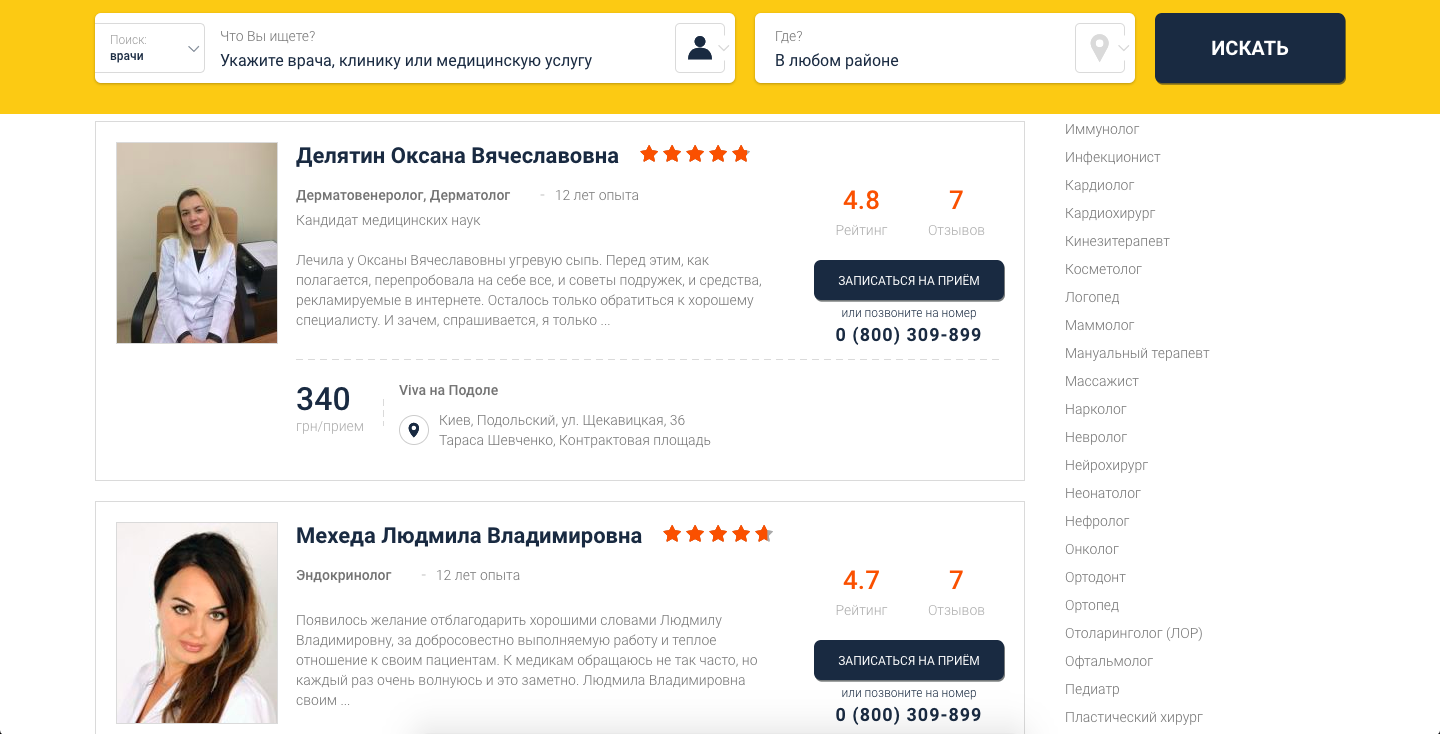 Поиск:
врачи
Что Вы ищете?
Укажите врача, клинику или медицинскую услугу
Где?
В любом районе
ИСКАТЬ
Делятин Оксана Вячеславовна
Дерматовенеролог, Дерматолог - 12 лет опыта
Кандидат медицинских наук
Лечила у Оксаны Вячеславовны угревую сыпь. Перед этим, как
полагается, перепробовала на себе все, и советы подружек, и средства,
рекламируемые в интернете. Осталось только обратиться к хорошему
специалисту. И зачем, спрашивается, я только ...
4.8 7
Рейтинг Отзывов
ЗАПИСАТЬСЯ НА ПРИЁМ
или позвоните на номер
0 (800) 309-899
340
грн/прием
Viva на Подоле
Киев, Подольский, ул. Щекавицкая, 36
Тараса Шевченко, Контрактовая площадь
Мехеда Людмила Владимировна
Эндокринолог - 12 лет опыта
Появилось желание отблагодарить хорошими словами Людмилу
Владимировну, за добросовестно выполняемую работу и теплое
отношение к своим пациентам. К медикам обращаюсь не так часто, но
каждый раз очень волнуюсь и это заметно. Людмила Владимировна
своим ...
4.7 7
Рейтинг Отзывов
ЗАПИСАТЬСЯ НА ПРИЁМ
или позвоните на номер
0 (800) 309-899
Иммунолог
Инфекционист
Кардиолог
Кардиохирург
Кинезитерапевт
Косметолог
Логопед
Маммолог
Мануальный терапевт
Массажист
Нарколог
Невролог
Нейрохирург
Неонатолог
Нефролог
Онколог
Ортодонт
Ортопед
Отоларинголог (ЛОР)
Офтальмолог
Педиатр
Пластический хирург